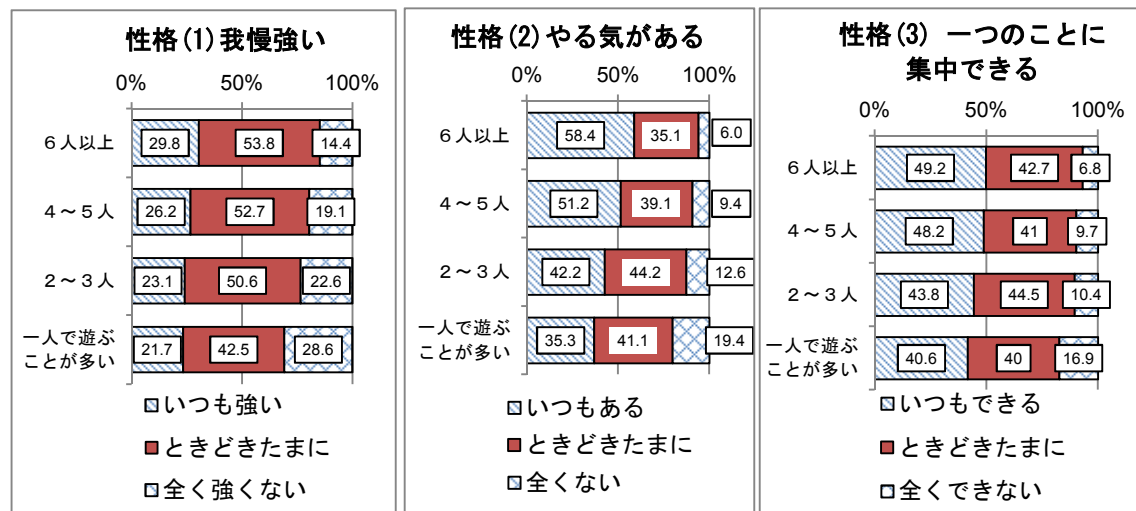 性格(1)我慢強い
0% 50% 100%
6人以上 29.8 53.8 14.4
4～5人 26.2 52.7 19.1
2～3人 23.1 50.6 22.6
一人で遊ぶ
ことが多い 21.7 42.5 28.6
いつも強い
ときどきたまに
全く強くない
性格(2)やる気がある
0% 50% 100%
6人以上 58.4 35.1 6.0
4～5人 51.2 39.1 9.4
2～3人 42.2 44.2 12.6
一人で遊ぶ
ことが多い 35.3 41.1 19.4
いつもある
ときどきたまに
全くない
性格(3) 一つのことに
集中できる
0% 50% 100%
6人以上 49.2 42.7 6.8
4～5人 48.2 41 9.7
2～3人 43.8 44.5 10.4
一人で遊ぶ
ことが多い 40.6 40 16.9
いつもできる
ときどきたまに
全くできない